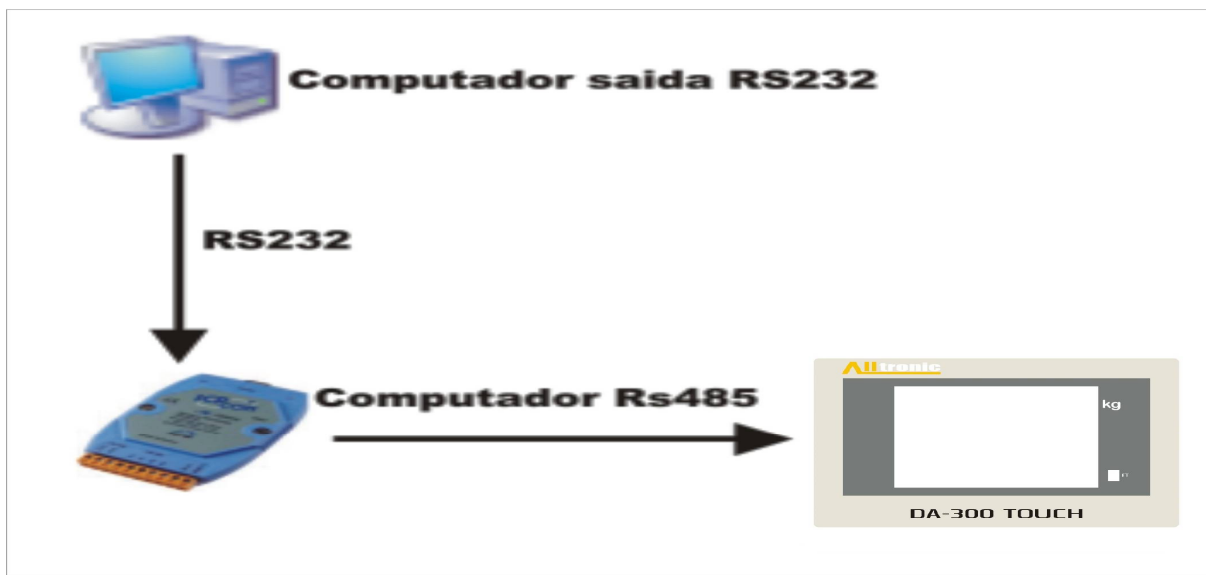 Computador saida RS232
RS232
Computador Rs485
Alltronic
kg
DA-300 TOUCH